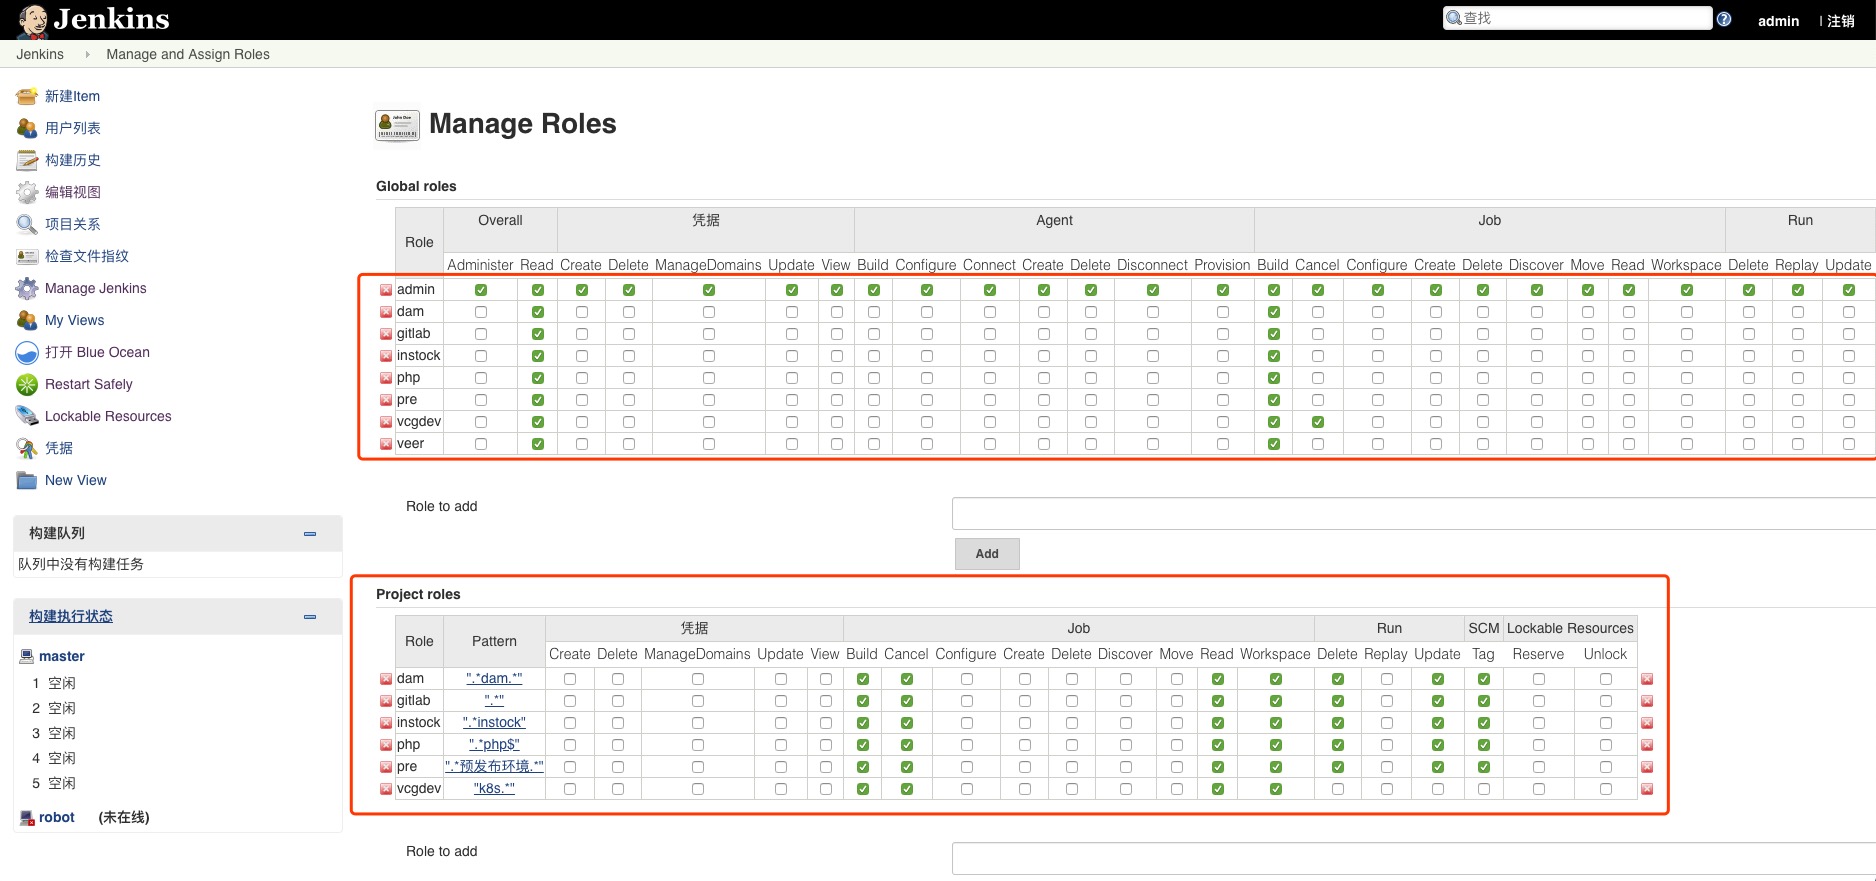 Jenkins
查找
admin
| 注销
Jenkins
Manage and Assign Roles
新建Item
用户列表
构建历史
编辑视图
项目关系
检查文件指纹
Manage Jenkins
My Views
打开 Blue Ocean
Restart Safely
Lockable Resources
凭据
New View
构建队列
队列中没有构建任务
构建执行状态
master
1 空闲
2 空闲
3 空闲
4 空闲
5 空闲
robot (未在线)
Manage Roles
Global roles
Role Overall 凭据 Agent Job Run
Administer Read Create Delete ManageDomains Update View Build Configure Connect Create Delete Disconnect Provision Build Cancel Configure Create Delete Discover Move Read Workspace Delete Replay Update
admin
dam
gitlab
instock
php
pre
vcgdev
veer
Role to add
Add
Project roles
Role Pattern 凭据 Job Run SCM Lockable Resources
Create Delete ManageDomains Update View Build Cancel Configure Create Delete Discover Move Read Workspace Delete Replay Update Tag Reserve Unlock
dam ".*dam.*"
gitlab ".*"
instock ".*instock"
php ".*php$"
pre ".*预发布环境.*"
vcgdev "k8s.*"
Role to add